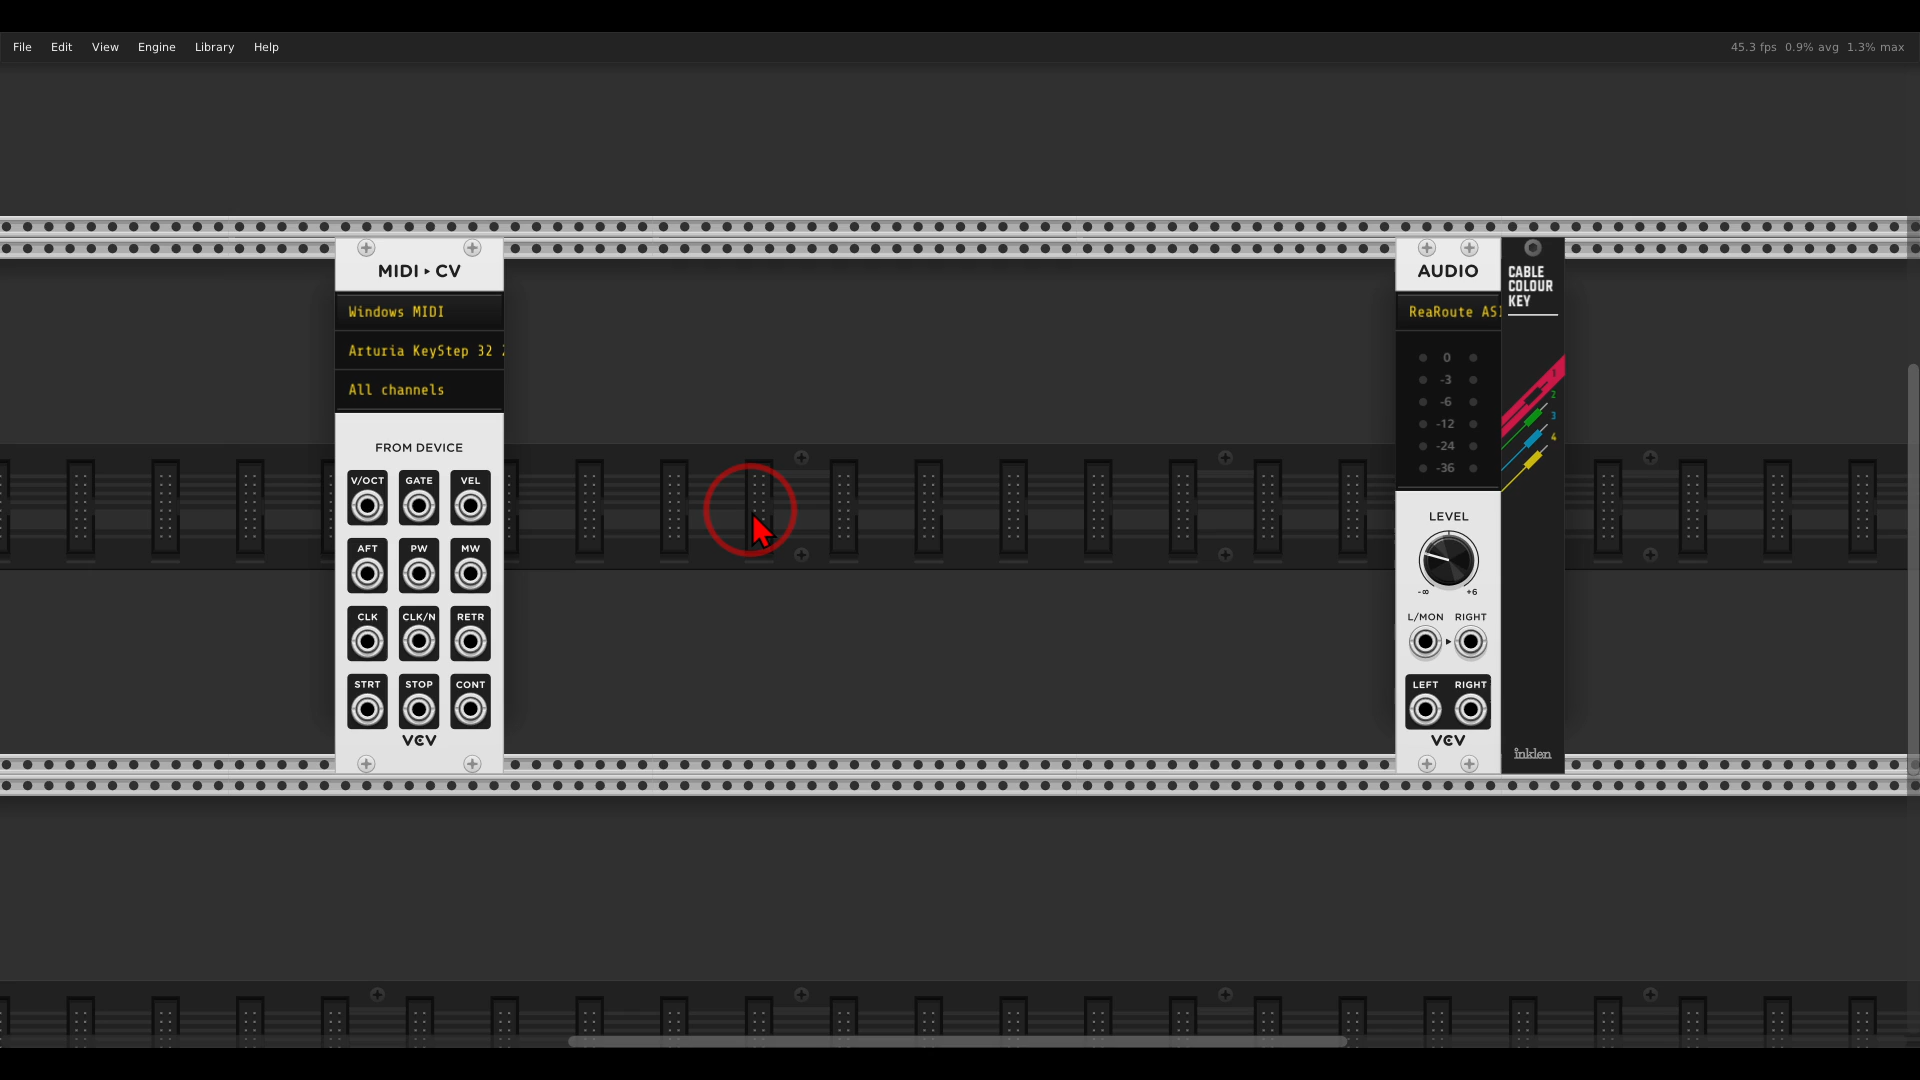 File Edit View Engine Library Help
45.3 fps 0.9% avg 1.3% max
MIDI ▸ CV
Windows MIDI
Arturia KeyStep 32
All channels
FROM DEVICE
V/OCT GATE VEL
AFT PW MW
CLK CLK/N RETR
STRT STOP CONT
VCV
AUDIO
ReaRoute ASI
0
-3
-6
-12
-24
-36
LEVEL
-∞ +6
L/MON ▸ RIGHT
LEFT RIGHT
VCV
CABLE
COLOUR
KEY
1
2
3
4
inklen